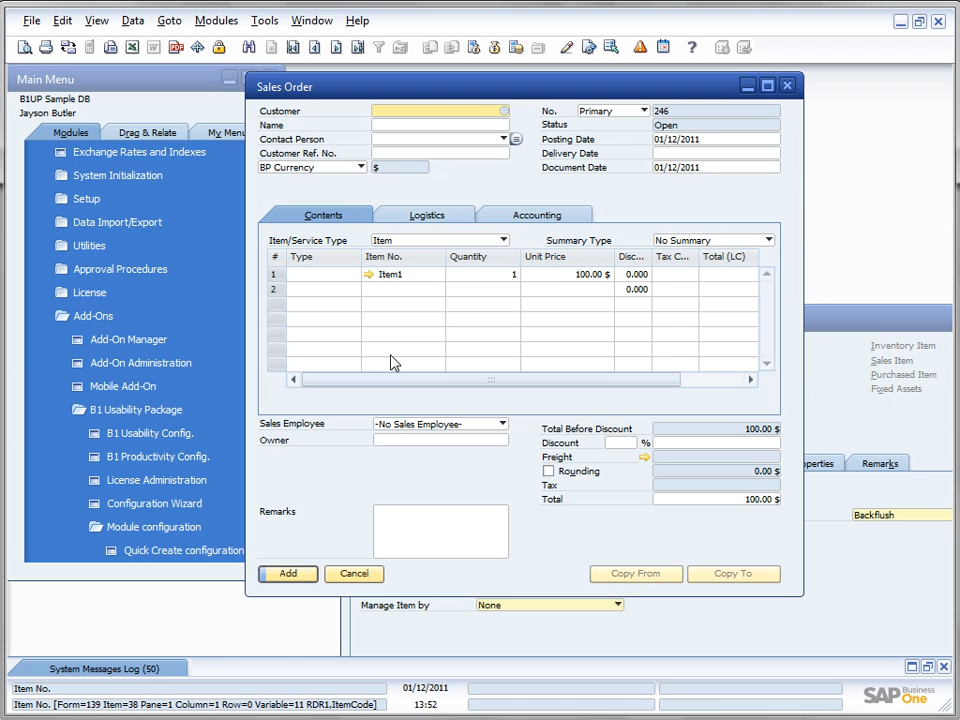 File Edit View Data Goto Modules Tools Window Help
Main Menu
B1UP Sample DB
Jayson Butler
Modules Drag & Relate My Menu
Exchange Rates and Indexes
System Initialization
Setup
Data Import/Export
Utilities
Approval Procedures
License
Add-Ons
Add-On Manager
Add-On Administration
Mobile Add-On
B1 Usability Package
B1 Usability Config.
B1 Productivity Config.
License Administration
Configuration Wizard
Module configuration
Quick Create configuration
Sales Order
Customer
Name
Contact Person
Customer Ref. No.
BP Currency $
No. Primary 246
Status Open
Posting Date 01/12/2011
Delivery Date
Document Date 01/12/2011
Contents Logistics Accounting
Item/Service Type Item Summary Type No Summary
# Type Item No. Quantity Unit Price Disc... Tax C... Total (LC)
1 Item1 1 100.00 $ 0.000
2 0.000
Sales Employee -No Sales Employee-
Owner
Remarks
Total Before Discount 100.00 $
Discount %
Freight
Rounding 0.00 $
Tax
Total 100.00 $
Add Cancel Copy From Copy To
Inventory Item
Sales Item
Purchased Item
Fixed Assets
Remarks
Backflush
Manage Item by None
System Messages Log (50)
Item No. 01/12/2011
Item No. [Form=139 Item=38 Pane=1 Column=1 Row=0 Variable=11 RDR1,ItemCode] 13:52
SAP Business One